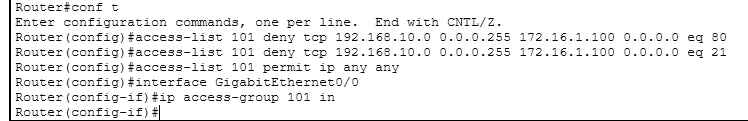 Router#conf t
Enter configuration commands, one per line.  End with CNTL/Z.
Router(config)#access-list 101 deny tcp 192.168.10.0 0.0.0.255 172.16.1.100 0.0.0.0 eq 80
Router(config)#access-list 101 deny tcp 192.168.10.0 0.0.0.255 172.16.1.100 0.0.0.0 eq 21
Router(config)#access-list 101 permit ip any any
Router(config)#interface GigabitEthernet0/0
Router(config-if)#ip access-group 101 in
Router(config-if)#